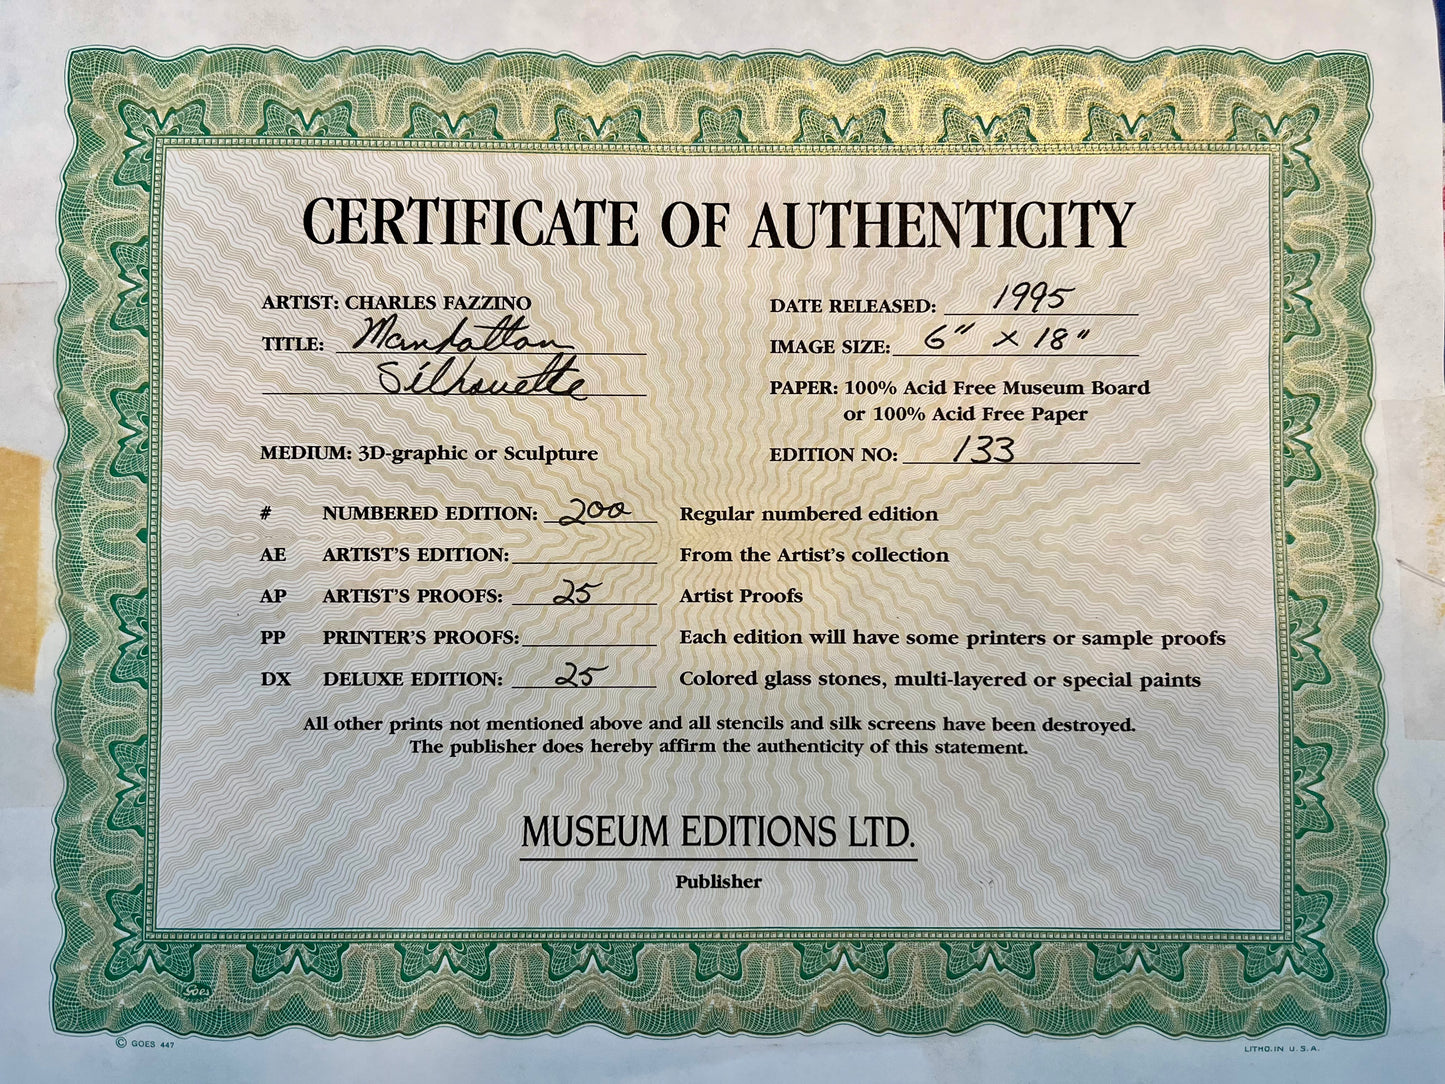 CERTIFICATE OF AUTHENTICITY
ARTIST: CHARLES FAZZINO
TITLE: Manhattan
Silhouette
MEDIUM: 3D-graphic or Sculpture
DATE RELEASED: 1995
IMAGE SIZE: 6" x 18"
PAPER: 100% Acid Free Museum Board
or 100% Acid Free Paper
EDITION NO: 133
# NUMBERED EDITION: 200 Regular numbered edition
AE ARTIST'S EDITION: From the Artist's collection
AP ARTIST'S PROOFS: 25 Artist Proofs
PP PRINTER'S PROOFS: Each edition will have some printers or sample proofs
DX DELUXE EDITION: 25 Colored glass stones, multi-layered or special paints
All other prints not mentioned above and all stencils and silk screens have been destroyed.
The publisher does hereby affirm the authenticity of this statement.
MUSEUM EDITIONS LTD.
Publisher
Goes
© GOES 447
LITHO. IN U. S. A.